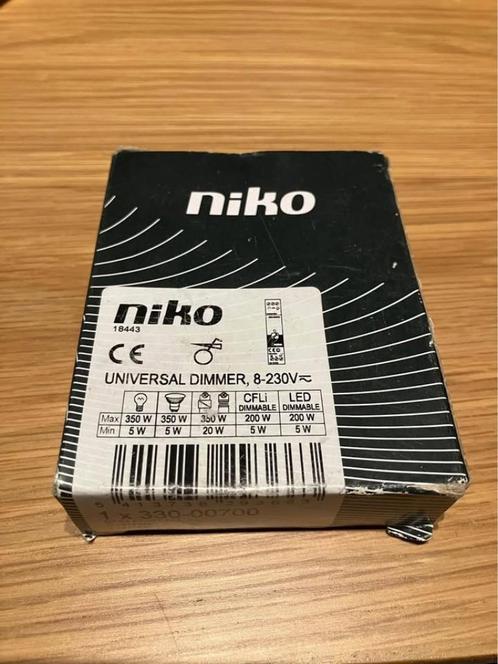 niko
niko
18443
CE
UNIVERSAL DIMMER, 8-230V
CFLi LED
DIMMABLE DIMMABLE
Max 350 W 350 W 350 W 200 W 200 W
Min 5 W 5 W 20 W 5 W 5 W
1 x 330-00700